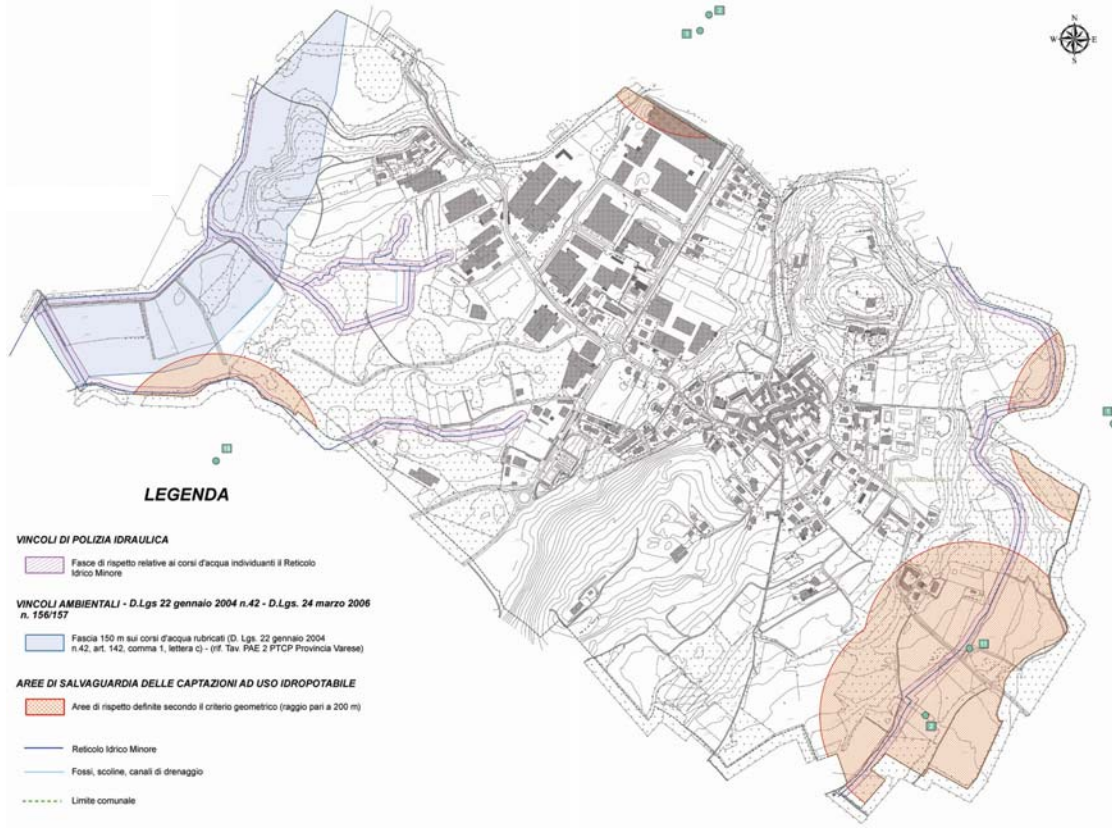 N
W
E
S
LEGENDA
VINCOLI DI POLIZIA IDRAULICA
Fasce di rispetto relative ai corsi d'acqua individuanti il Reticolo
Idrico Minore
VINCOLI AMBIENTALI - D.Lgs 22 gennaio 2004 n.42 - D.Lgs. 24 marzo 2006
n. 156/157
Fascia 150 m sui corsi d'acqua rubricati (D. Lgs. 22 gennaio 2004
n.42, art. 142, comma 1, lettera c) - (rif. Tav. PAE 2 PTCP Provincia Varese)
AREE DI SALVAGUARDIA DELLE CAPTAZIONI AD USO IDROPOTABILE
Aree di rispetto definite secondo il criterio geometrico (raggio pari a 200 m)
Reticolo Idrico Minore
Fossi, scoline, canali di drenaggio
Limite comunale